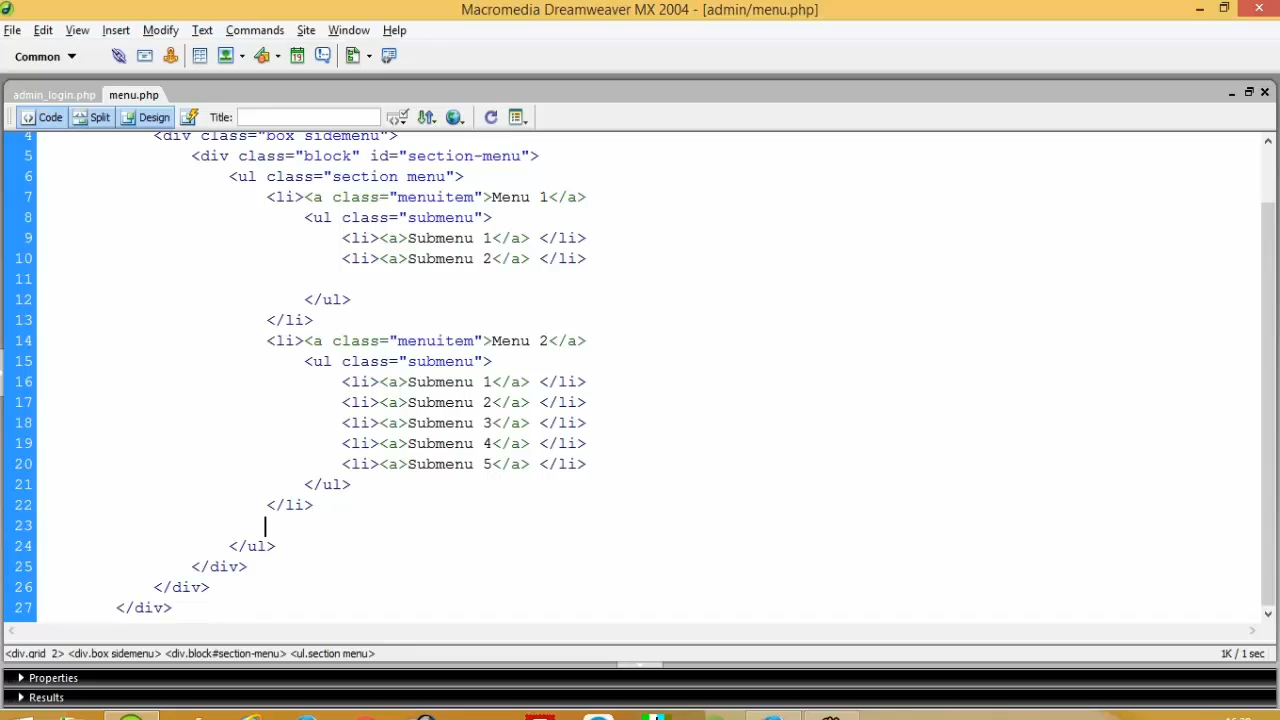 Macromedia Dreamweaver MX 2004 - [admin/menu.php]
File Edit View Insert Modify Text Commands Site Window Help
Common
admin_login.php menu.php
Code Split Design Title:
4 <div class="box sidemenu">
5 <div class="block" id="section-menu">
6 <ul class="section menu">
7 <li><a class="menuitem">Menu 1</a>
8 <ul class="submenu">
9 <li><a>Submenu 1</a> </li>
10 <li><a>Submenu 2</a> </li>
11
12 </ul>
13 </li>
14 <li><a class="menuitem">Menu 2</a>
15 <ul class="submenu">
16 <li><a>Submenu 1</a> </li>
17 <li><a>Submenu 2</a> </li>
18 <li><a>Submenu 3</a> </li>
19 <li><a>Submenu 4</a> </li>
20 <li><a>Submenu 5</a> </li>
21 </ul>
22 </li>
23
24 </ul>
25 </div>
26 </div>
27 </div>
<div.grid 2> <div.box sidemenu> <div.block#section-menu> <ul.section menu> 1K / 1 sec
Properties
Results